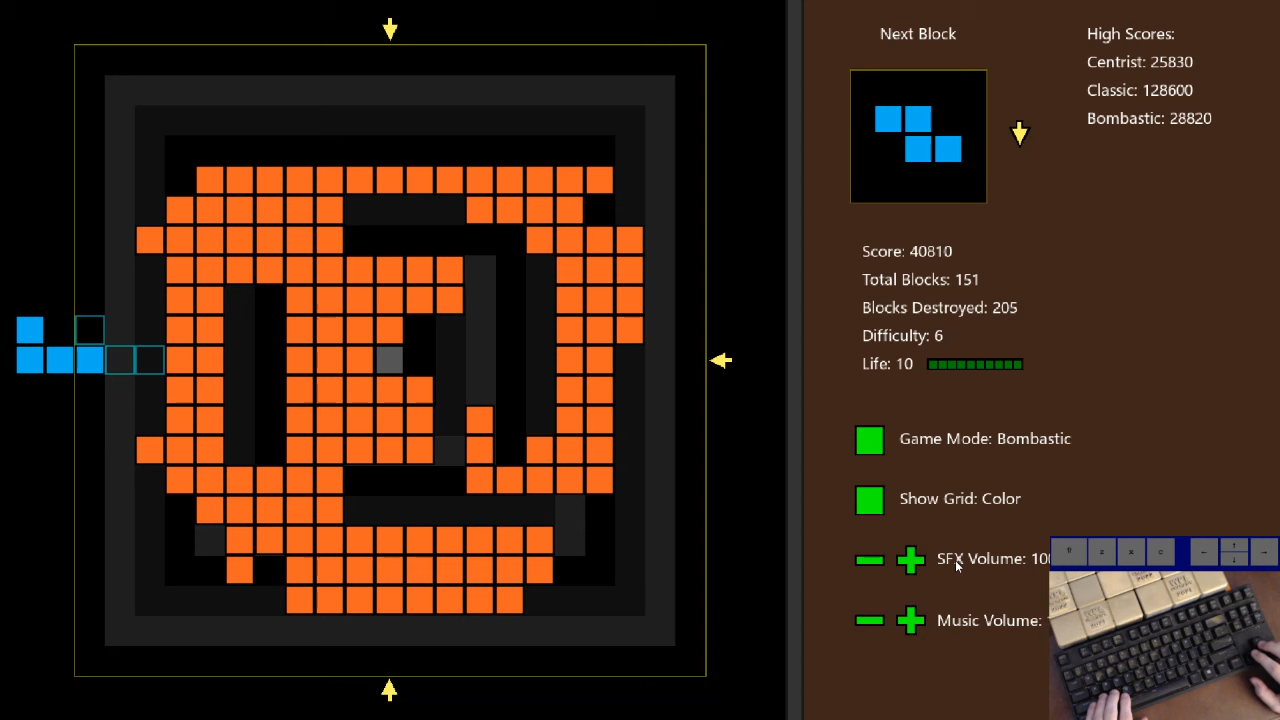 Next Block
High Scores:
Centrist: 25830
Classic: 128600
Bombastic: 28820
Score: 40810
Total Blocks: 151
Blocks Destroyed: 205
Difficulty: 6
Life: 10
Game Mode: Bombastic
Show Grid: Color
SFX Volume: 10
Music Volume:
z x c